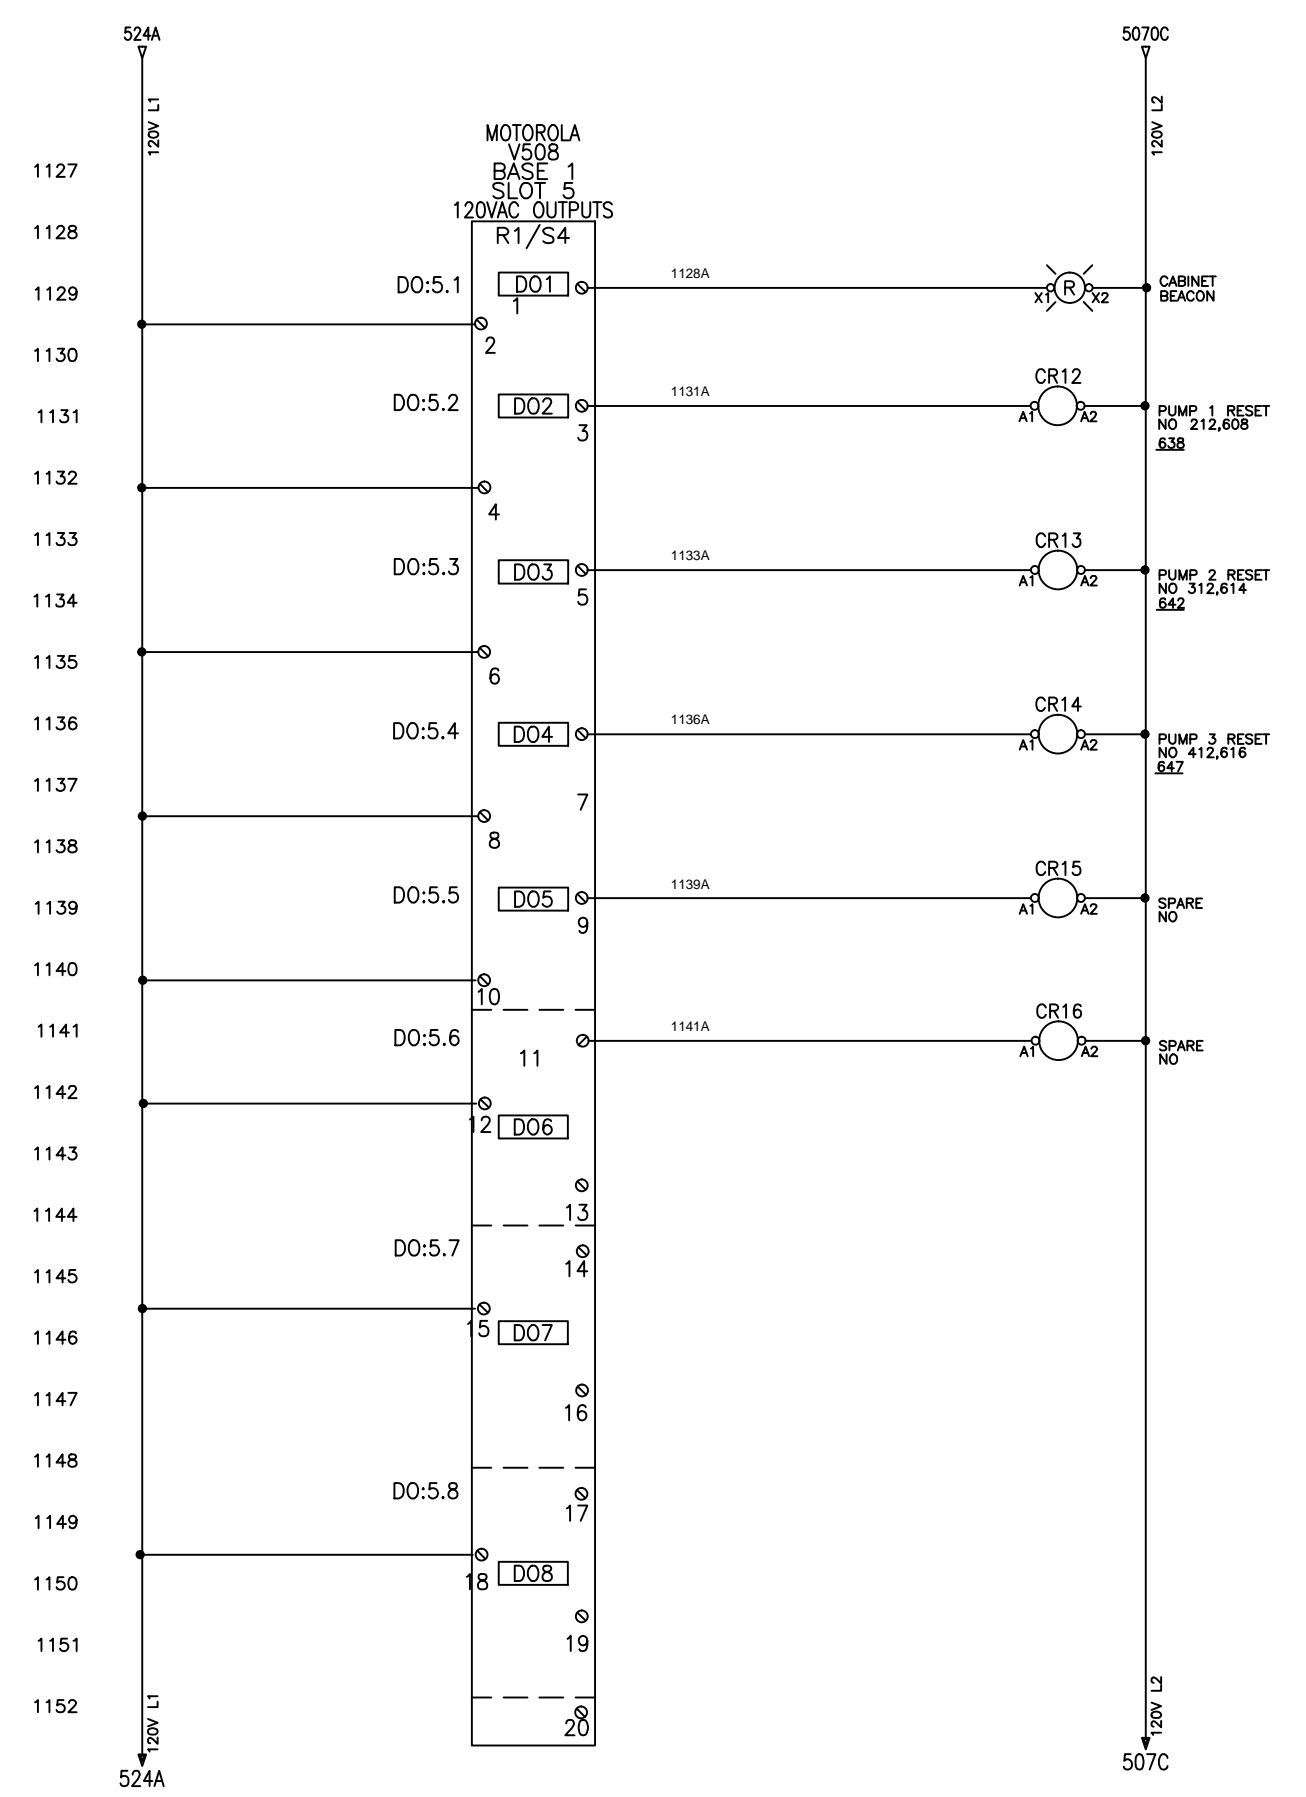 524A
5070C
120V L1
120V L2
MOTOROLA
V508
BASE 1
SLOT 5
120VAC OUTPUTS
R1/S4
1127
1128
1129
DO:5.1
DO1
1
1128A
X1
R
X2
CABINET
BEACON
2
1130
1131
DO:5.2
DO2
3
1131A
CR12
A1
A2
PUMP 1 RESET
NO 212,608
638
1132
4
1133
DO:5.3
DO3
5
1133A
CR13
A1
A2
PUMP 2 RESET
NO 312,614
642
1134
1135
6
1136
DO:5.4
DO4
7
1136A
CR14
A1
A2
PUMP 3 RESET
NO 412,616
647
1137
1138
8
1139
DO:5.5
DO5
9
1139A
CR15
A1
A2
SPARE
NO
1140
10
1141
DO:5.6
11
1141A
CR16
A1
A2
SPARE
NO
1142
12
DO6
1143
13
1144
DO:5.7
14
1145
15
DO7
1146
1147
16
1148
DO:5.8
17
1149
18
DO8
1150
19
1151
1152
20
120V L1
120V L2
524A
507C